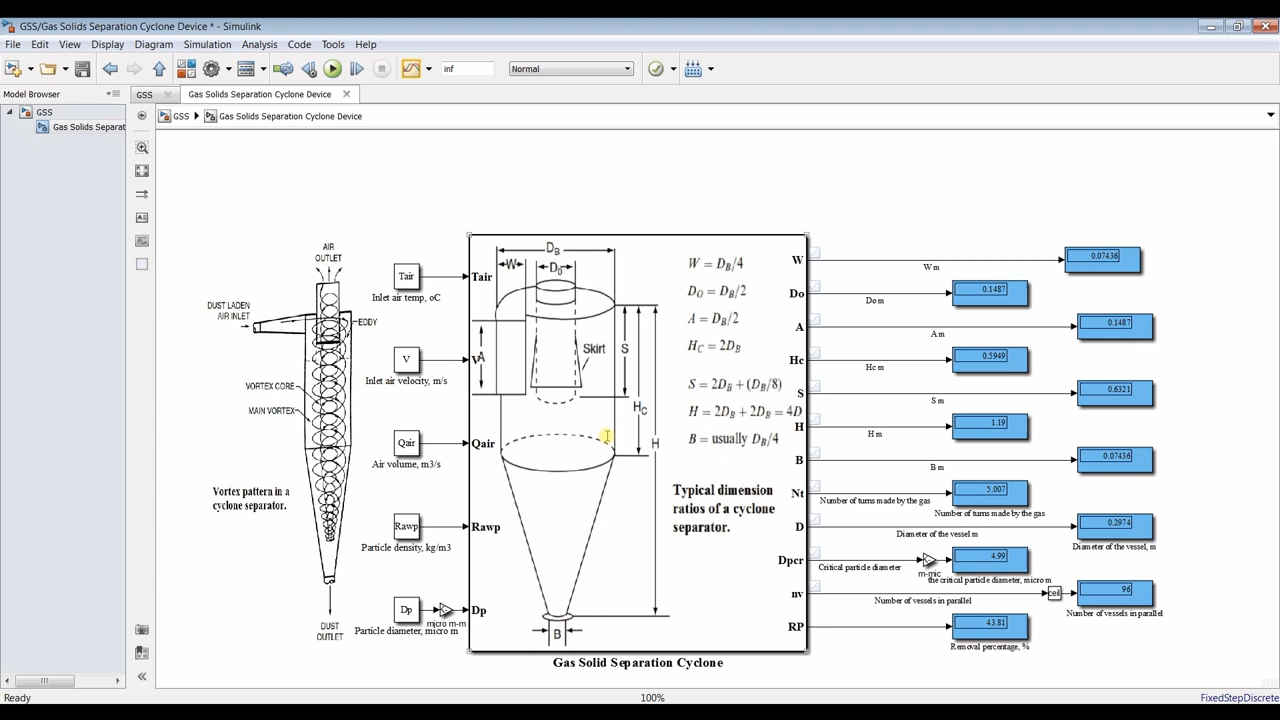 GSS/Gas Solids Separation Cyclone Device * - Simulink
File Edit View Display Diagram Simulation Analysis Code Tools Help
inf
Normal
Model Browser
GSS
Gas Solids Separation Cyclone Device
GSS
Gas Solids Separat
GSS
Gas Solids Separation Cyclone Device
AIR
OUTLET
DUST LADEN
AIR INLET
EDDY
VORTEX CORE
MAIN VORTEX
Vortex pattern in a
cyclone separator.
DUST
OUTLET
Tair
Inlet air temp, oC
V
Inlet air velocity, m/s
Qair
Air volume, m3/s
Rawp
Particle density, kg/m3
Dp
Particle diameter, micro m
micro m-m
Tair
V
Qair
Rawp
Dp
D_B
W
D_0
A
Skirt
S
H_C
H
B
W = D_B/4
D_O = D_B/2
A = D_B/2
H_C = 2D_B
S = 2D_B + (D_B/8)
H = 2D_B + 2D_B = 4D
B = usually D_B/4
Typical dimension
ratios of a cyclone
separator.
Gas Solid Separation Cyclone
W
W m
0.07436
Do
Do m
0.1487
A
A m
0.1487
Hc
Hc m
0.5949
S
S m
0.6321
H
H m
1.19
B
B m
0.07436
Nt
Number of turns made by the gas
5.007
Number of turns made by the gas
D
Diameter of the vessel m
0.2974
Diameter of the vessel, m
Dpcr
Critical particle diameter
m-mic
4.99
the critical particle diameter, micro m
nv
Number of vessels in parallel
ceil
96
Number of vessels in parallel
RP
43.81
Removal percentage, %
Ready
100%
FixedStepDiscrete